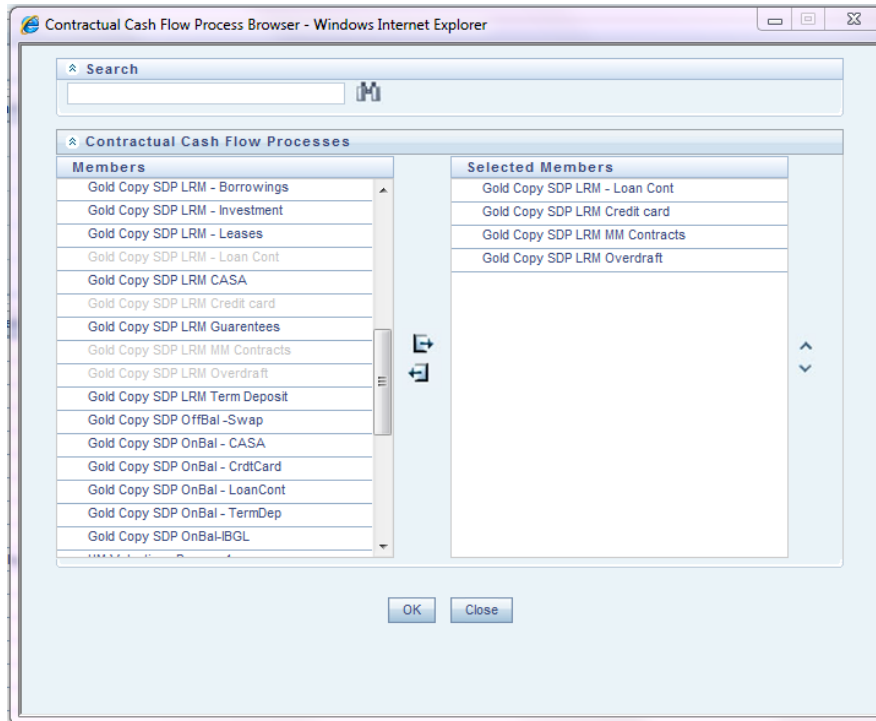 Contractual Cash Flow Process Browser - Windows Internet Explorer
Search
Contractual Cash Flow Processes
Members
Gold Copy SDP LRM - Borrowings
Gold Copy SDP LRM - Investment
Gold Copy SDP LRM - Leases
Gold Copy SDP LRM - Loan Cont
Gold Copy SDP LRM CASA
Gold Copy SDP LRM Credit card
Gold Copy SDP LRM Guarentees
Gold Copy SDP LRM MM Contracts
Gold Copy SDP LRM Overdraft
Gold Copy SDP LRM Term Deposit
Gold Copy SDP OffBal -Swap
Gold Copy SDP OnBal - CASA
Gold Copy SDP OnBal - CrdtCard
Gold Copy SDP OnBal - LoanCont
Gold Copy SDP OnBal - TermDep
Gold Copy SDP OnBal-IBGL
Selected Members
Gold Copy SDP LRM - Loan Cont
Gold Copy SDP LRM Credit card
Gold Copy SDP LRM MM Contracts
Gold Copy SDP LRM Overdraft
OK
Close